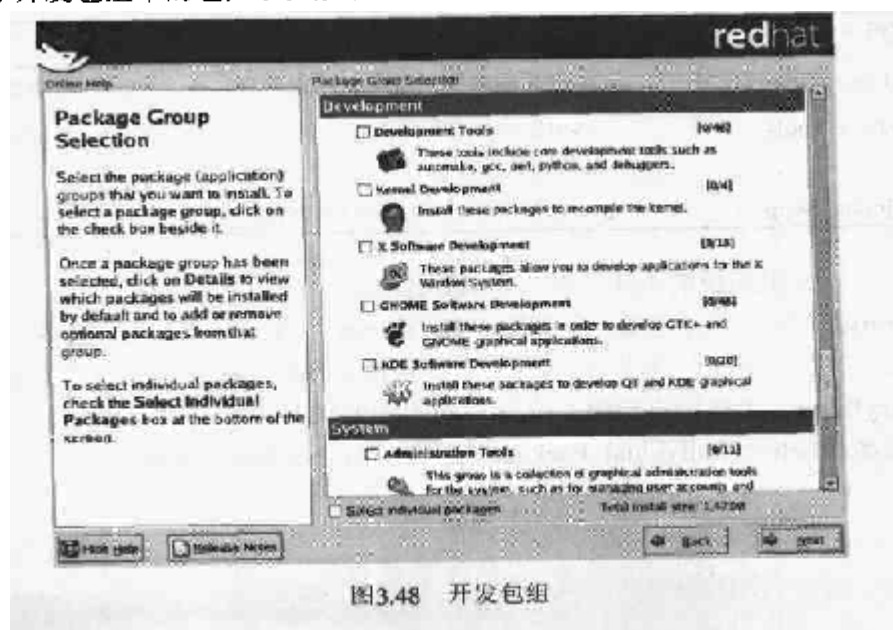 redhat
Online Help
Package Group Selection
Package Group
Selection
Select the package (application)
groups that you want to install. To
select a package group, click on
the check box beside it.
Once a package group has been
selected, click on Details to view
which packages will be installed
by default and to add or remove
optional packages from that
group.
To select individual packages,
check the Select Individual
Packages box at the bottom of the
screen.
Development
Development Tools
These tools include core development tools such as
automake, gcc, perl, python, and debuggers.
Kernel Development [0/4]
Install these packages to recompile the kernel.
X Software Development
These packages allow you to develop applications for the X
Window System.
GNOME Software Development
Install these packages in order to develop GTK+ and
GNOME graphical applications.
KDE Software Development [0/20]
Install these packages to develop QT and KDE graphical
applications.
System
Administration Tools [0/11]
This group is a collection of graphical administration tools
for the system, such as for managing user accounts and
Select individual packages
Total install size:
Hide Help
Release Notes
Back
Next
图3.48 开发包组